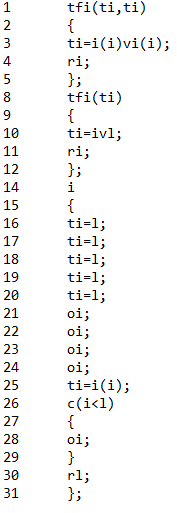 1 tfi(ti,ti)
2 {
3 ti=i(i)vi(i);
4 ri;
5 };
8 tfi(ti)
9 {
10 ti=ivl;
11 ri;
12 };
14 i
15 {
16 ti=l;
17 ti=l;
18 ti=l;
19 ti=l;
20 ti=l;
21 oi;
22 oi;
23 oi;
24 oi;
25 ti=i(i);
26 c(i<l)
27 {
28 oi;
29 }
30 rl;
31 };